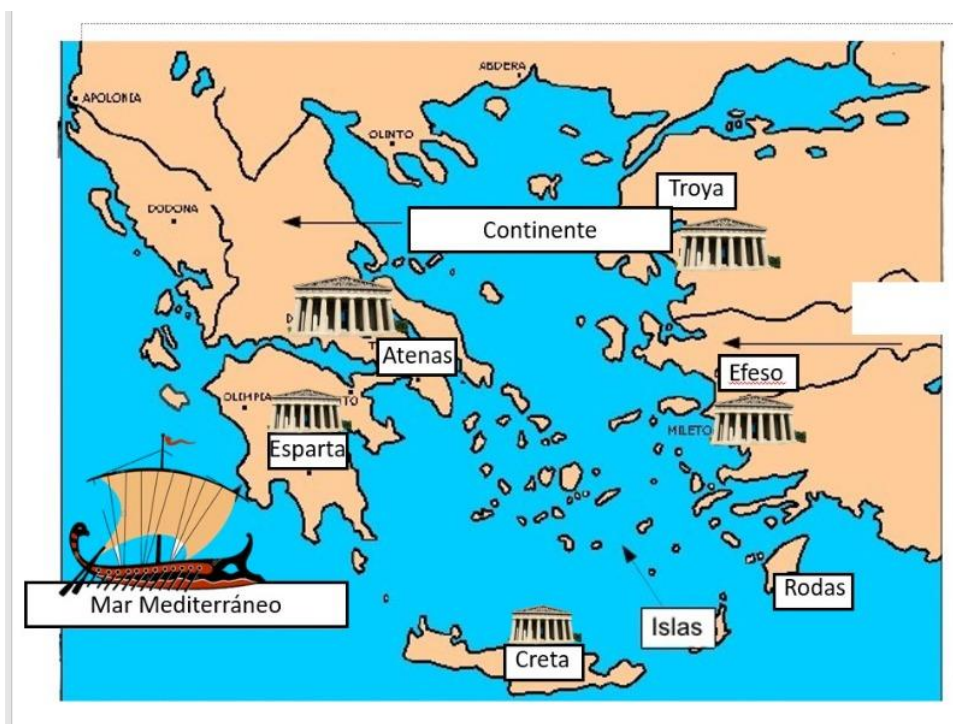 ABDERA
APOLONIA
OLINTO
Troya
DODONA
Continente
Atenas
Efeso
OLIMPIA
MILETO
Esparta
Rodas
Mar Mediterráneo
Islas
Creta